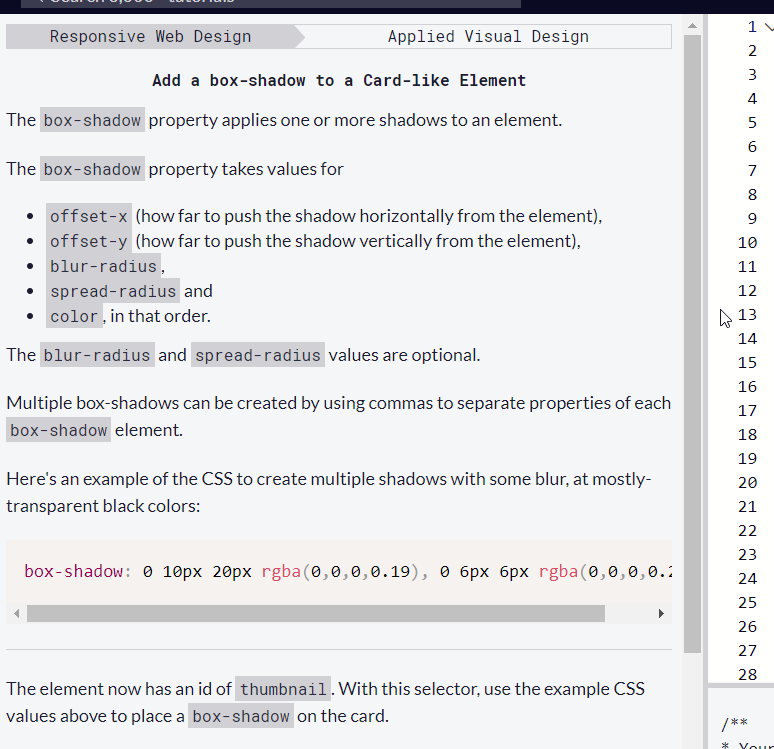 Responsive Web Design
Applied Visual Design
Add a box-shadow to a Card-like Element
The box-shadow property applies one or more shadows to an element.
The box-shadow property takes values for
offset-x (how far to push the shadow horizontally from the element),
offset-y (how far to push the shadow vertically from the element),
blur-radius,
spread-radius and
color, in that order.
The blur-radius and spread-radius values are optional.
Multiple box-shadows can be created by using commas to separate properties of each
box-shadow element.
Here's an example of the CSS to create multiple shadows with some blur, at mostly-
transparent black colors:
box-shadow: 0 10px 20px rgba(0,0,0,0.19), 0 6px 6px rgba(0,0,0,0.2
The element now has an id of thumbnail. With this selector, use the example CSS
values above to place a box-shadow on the card.
1
2
3
4
5
6
7
8
9
10
11
12
13
14
15
16
17
18
19
20
21
22
23
24
25
26
27
28
/**